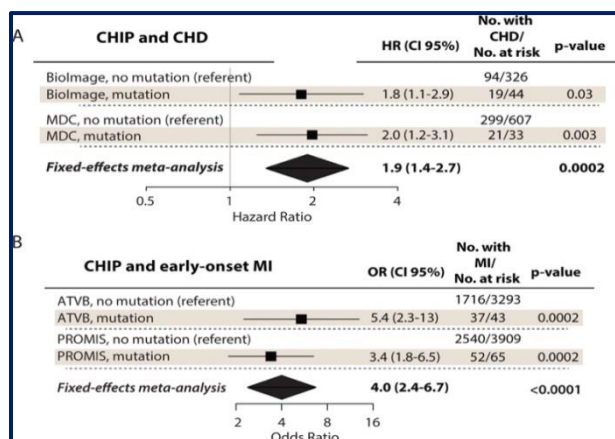 A
CHIP and CHD
HR (CI 95%)
No. with
CHD/
No. at risk
p-value
BioImage, no mutation (referent)
94/326
BioImage, mutation
1.8 (1.1-2.9)
19/44
0.03
MDC, no mutation (referent)
299/607
MDC, mutation
2.0 (1.2-3.1)
21/33
0.003
Fixed-effects meta-analysis
1.9 (1.4-2.7)
0.0002
0.5 1 2 4
Hazard Ratio
B
CHIP and early-onset MI
OR (CI 95%)
No. with
MI/
No. at risk
p-value
ATVB, no mutation (referent)
1716/3293
ATVB, mutation
5.4 (2.3-13)
37/43
0.0002
PROMIS, no mutation (referent)
2540/3909
PROMIS, mutation
3.4 (1.8-6.5)
52/65
0.0002
Fixed-effects meta-analysis
4.0 (2.4-6.7)
<0.0001
2 4 8 16
Odds Ratio